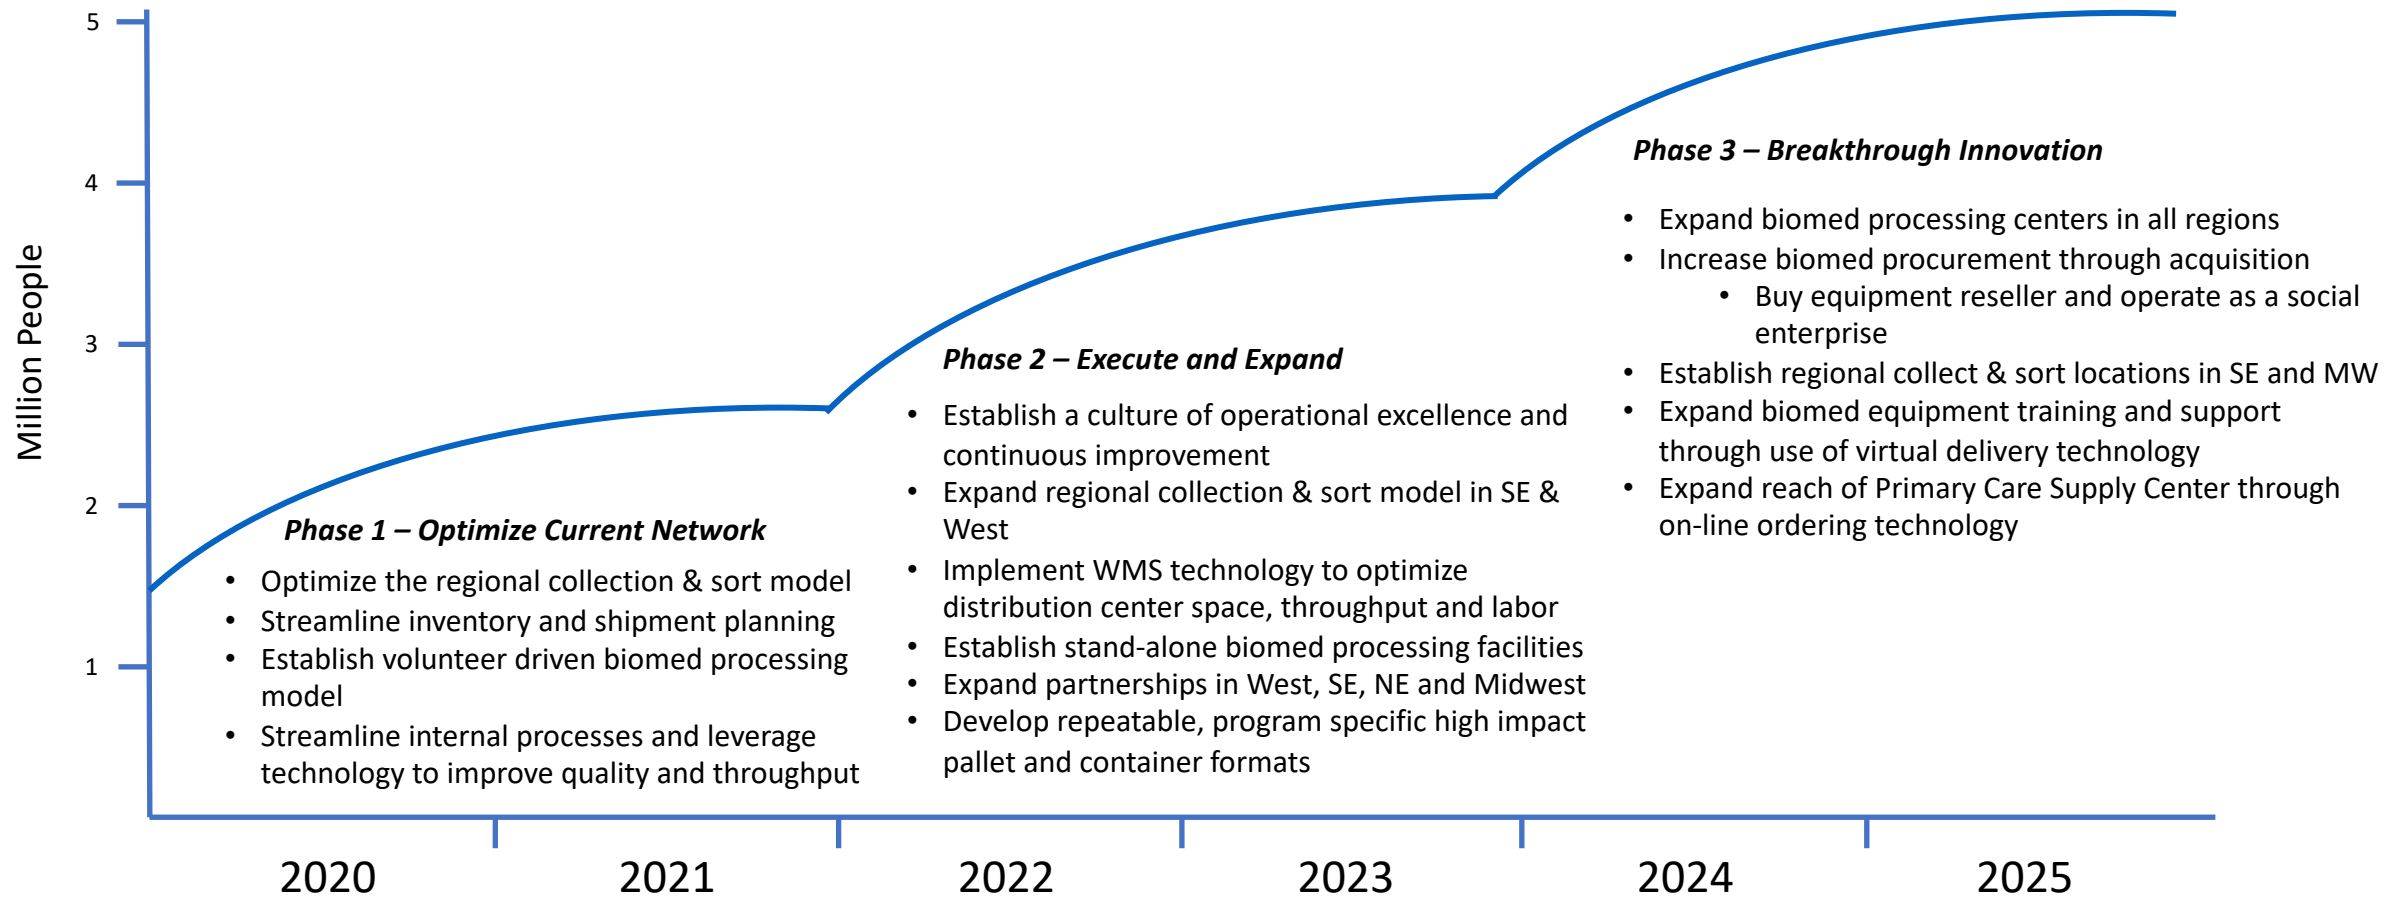 5
4
3
2
1
Million People
Phase 1 – Optimize Current Network
• Optimize the regional collection & sort model
• Streamline inventory and shipment planning
• Establish volunteer driven biomed processing
model
• Streamline internal processes and leverage
technology to improve quality and throughput
Phase 2 – Execute and Expand
• Establish a culture of operational excellence and
continuous improvement
• Expand regional collection & sort model in SE &
West
• Implement WMS technology to optimize
distribution center space, throughput and labor
• Establish stand-alone biomed processing facilities
• Expand partnerships in West, SE, NE and Midwest
• Develop repeatable, program specific high impact
pallet and container formats
Phase 3 – Breakthrough Innovation
• Expand biomed processing centers in all regions
• Increase biomed procurement through acquisition
• Buy equipment reseller and operate as a social
enterprise
• Establish regional collect & sort locations in SE and MW
• Expand biomed equipment training and support
through use of virtual delivery technology
• Expand reach of Primary Care Supply Center through
on-line ordering technology
2020
2021
2022
2023
2024
2025